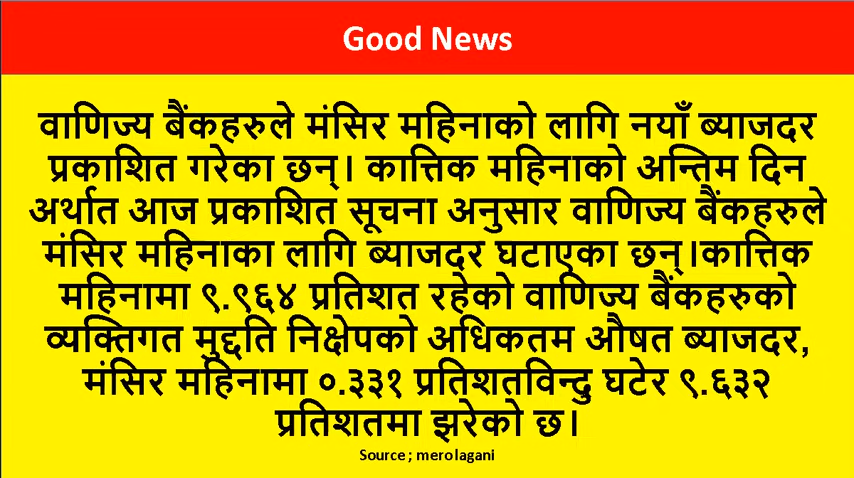 Good News
वाणिज्य बैंकहरुले मंसिर महिनाको लागि नयाँ ब्याजदर
प्रकाशित गरेका छन्। कात्तिक महिनाको अन्तिम दिन
अर्थात आज प्रकाशित सूचना अनुसार वाणिज्य बैंकहरुले
मंसिर महिनाका लागि ब्याजदर घटाएका छन्।कात्तिक
महिनामा ९.९६४ प्रतिशत रहेको वाणिज्य बैंकहरुको
व्यक्तिगत मुद्दति निक्षेपको अधिकतम औषत ब्याजदर,
मंसिर महिनामा ०.३३१ प्रतिशतविन्दु घटेर ९.६३२
प्रतिशतमा झरेको छ।
Source ; merolagani